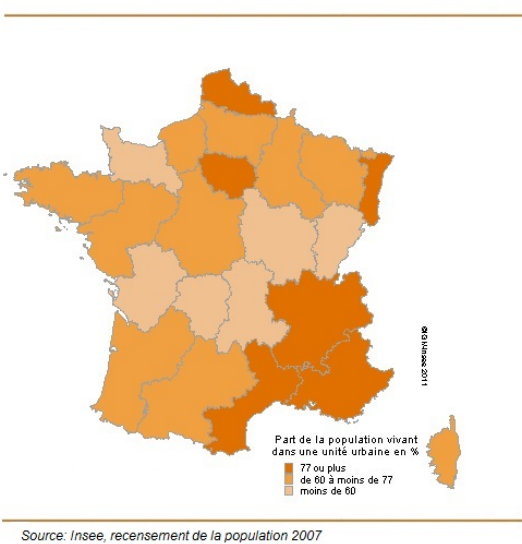 ©IGN-Insee 2011
Part de la population vivant
dans une unité urbaine en %
77 ou plus
de 60 à moins de 77
moins de 60
Source: Insee, recensement de la population 2007